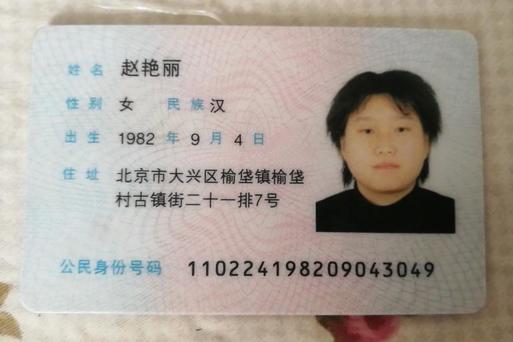 姓名 赵艳丽
性别 女 民族 汉
出生 1982 年 9 月 4 日
住址 北京市大兴区榆垡镇榆垡
村古镇街二十一排7号
公民身份号码 110224198209043049